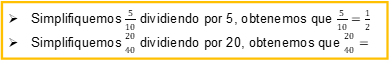 ➢ Simplifiquemos 5/10 dividiendo por 5, obtenemos que 5/10 = 1/2
➢ Simplifiquemos 20/40 dividiendo por 20, obtenemos que 20/40 =